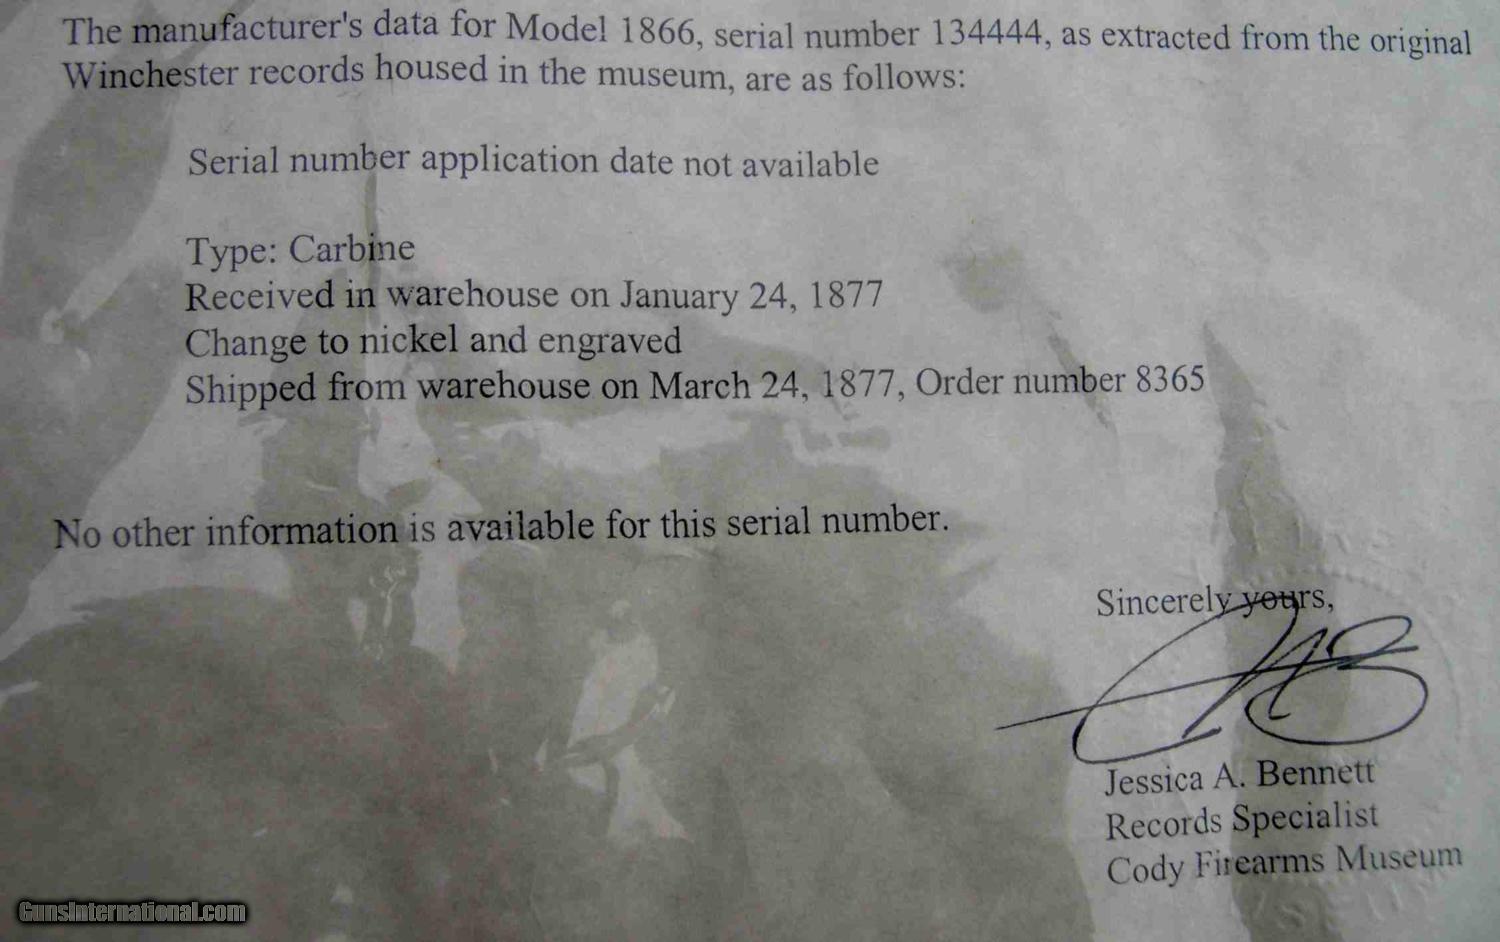 The manufacturer's data for Model 1866, serial number 134444, as extracted from the original
Winchester records housed in the museum, are as follows:
Serial number application date not available
Type: Carbine
Received in warehouse on January 24, 1877
Change to nickel and engraved
Shipped from warehouse on March 24, 1877, Order number 8365
No other information is available for this serial number.
Sincerely yours,
Jessica A. Bennett
Records Specialist
Cody Firearms Museum
GunsInternational.com